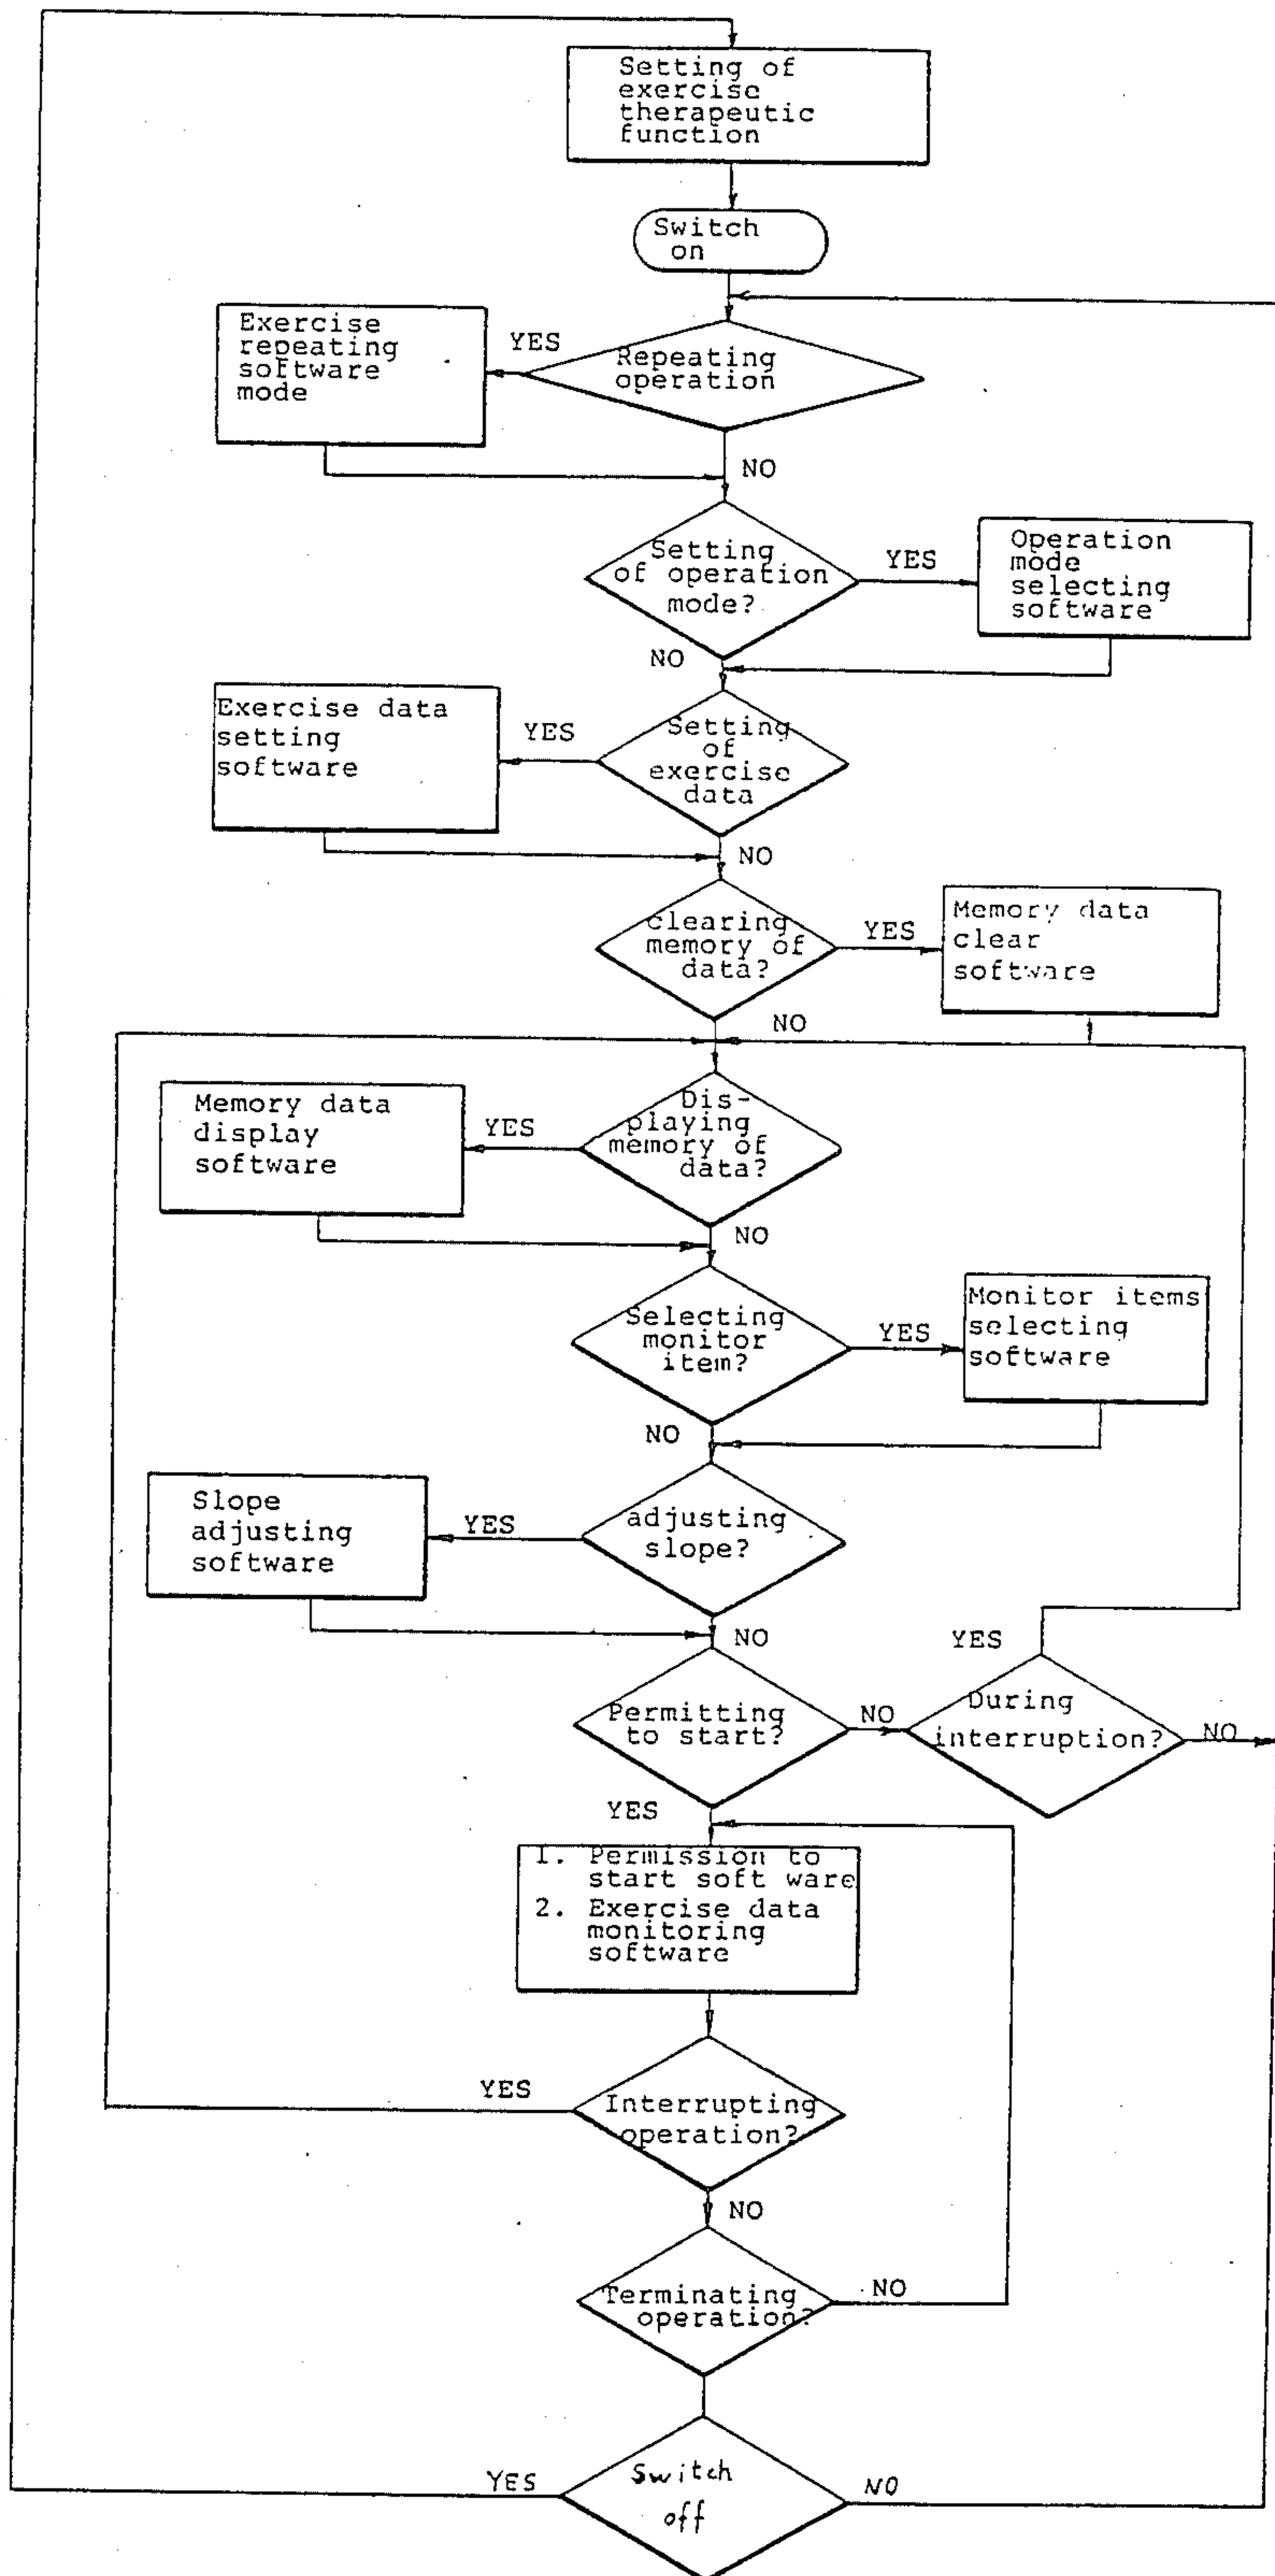 Setting of
exercise
therapeutic
function
Switch
on
Exercise
repeating
software
mode
YES
Repeating
operation
NO
Setting
of operation
mode?
YES
Operation
mode
selecting
software
NO
Exercise data
setting
software
YES
Setting
of
exercise
data
NO
clearing
memory of
data?
YES
Memory data
clear
software
NO
Memory data
display
software
YES
Dis-
playing
memory of
data?
NO
Selecting
monitor
item?
YES
Monitor items
selecting
software
NO
Slope
adjusting
software
YES
adjusting
slope?
NO
YES
Permitting
to start?
NO
During
interruption?
NO
YES
1. Permission to
start soft ware
2. Exercise data
monitoring
software
YES
Interrupting
operation?
NO
Terminating
operation?
NO
YES
Switch
off
NO